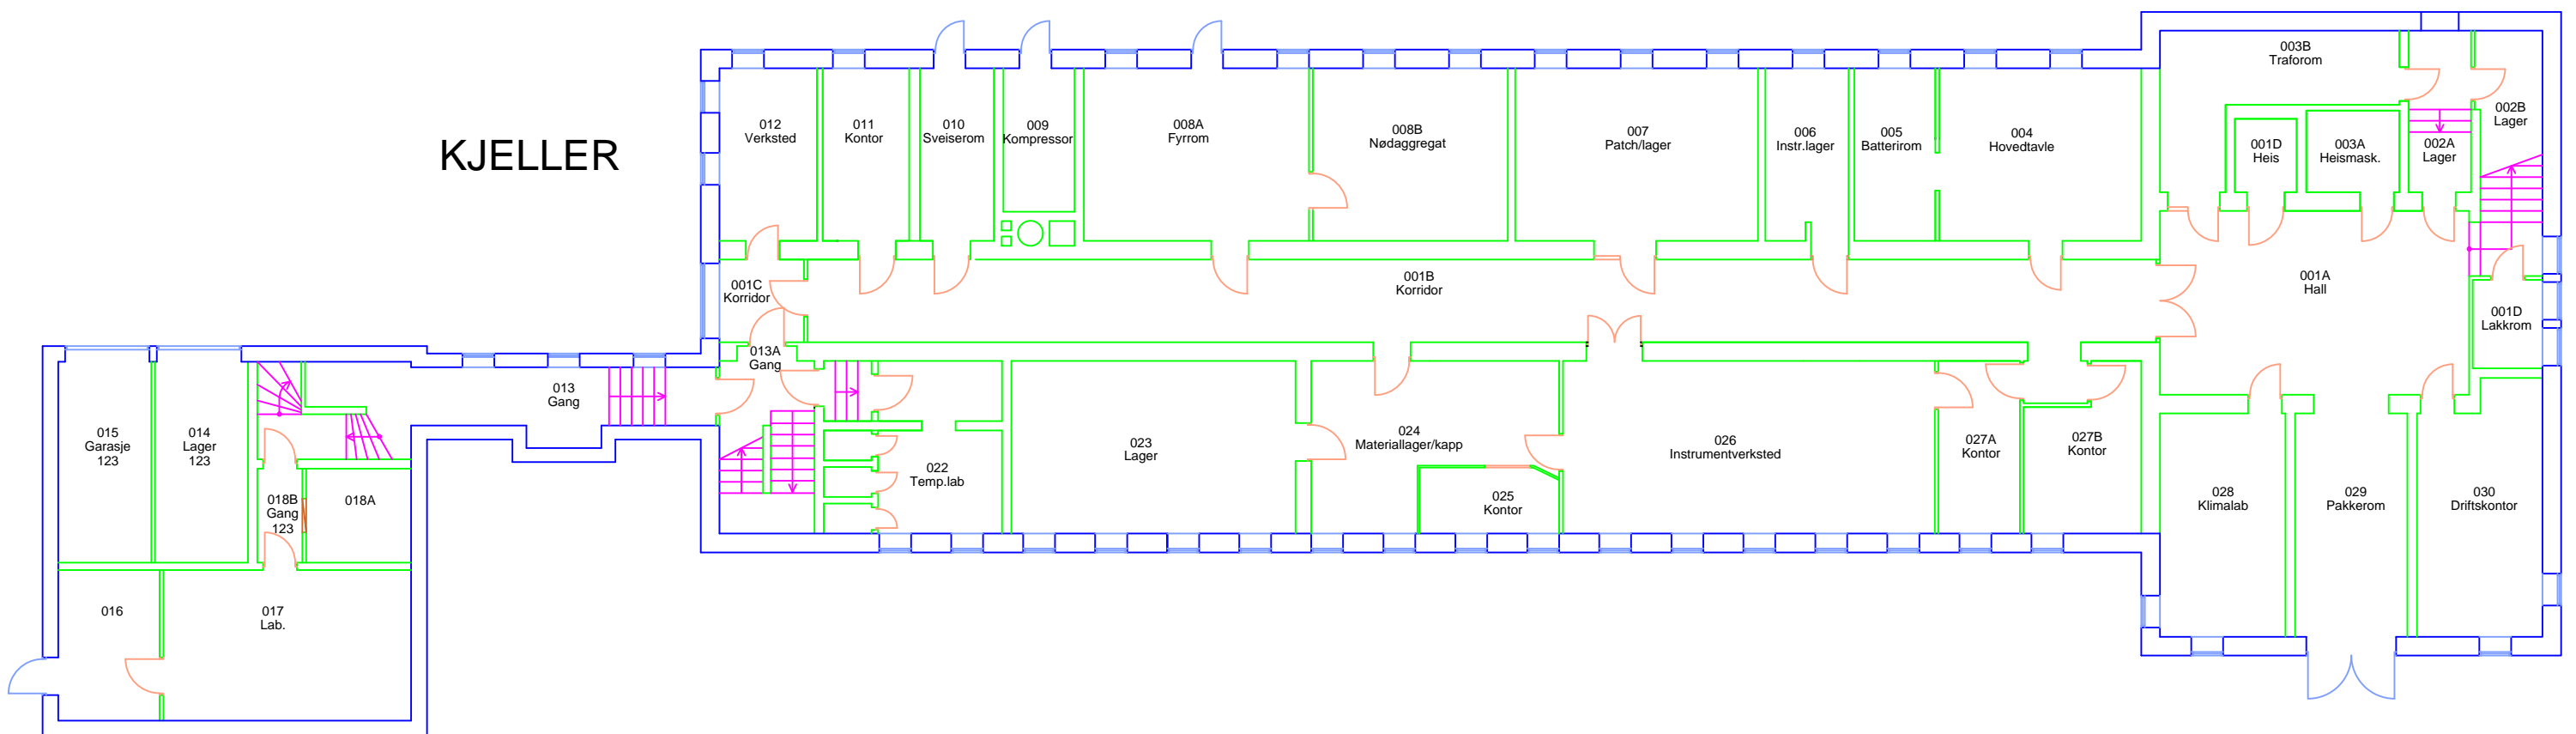 KJELLER
012
Verksted
011
Kontor
010
Sveiserom
009
Kompressor
008A
Fyrrom
008B
Nødaggregat
007
Patch/lager
006
Instr.lager
005
Batterirom
004
Hovedtavle
003B
Traforom
002B
Lager
001D
Heis
003A
Heismask.
002A
Lager
001C
Korridor
001B
Korridor
001A
Hall
001D
Lakkrom
013A
Gang
013
Gang
015
Garasje
123
014
Lager
123
018B
Gang
123
018A
022
Temp.lab
023
Lager
024
Materiallager/kapp
025
Kontor
026
Instrumentverksted
027A
Kontor
027B
Kontor
028
Klimalab
029
Pakkerom
030
Driftskontor
016
017
Lab.